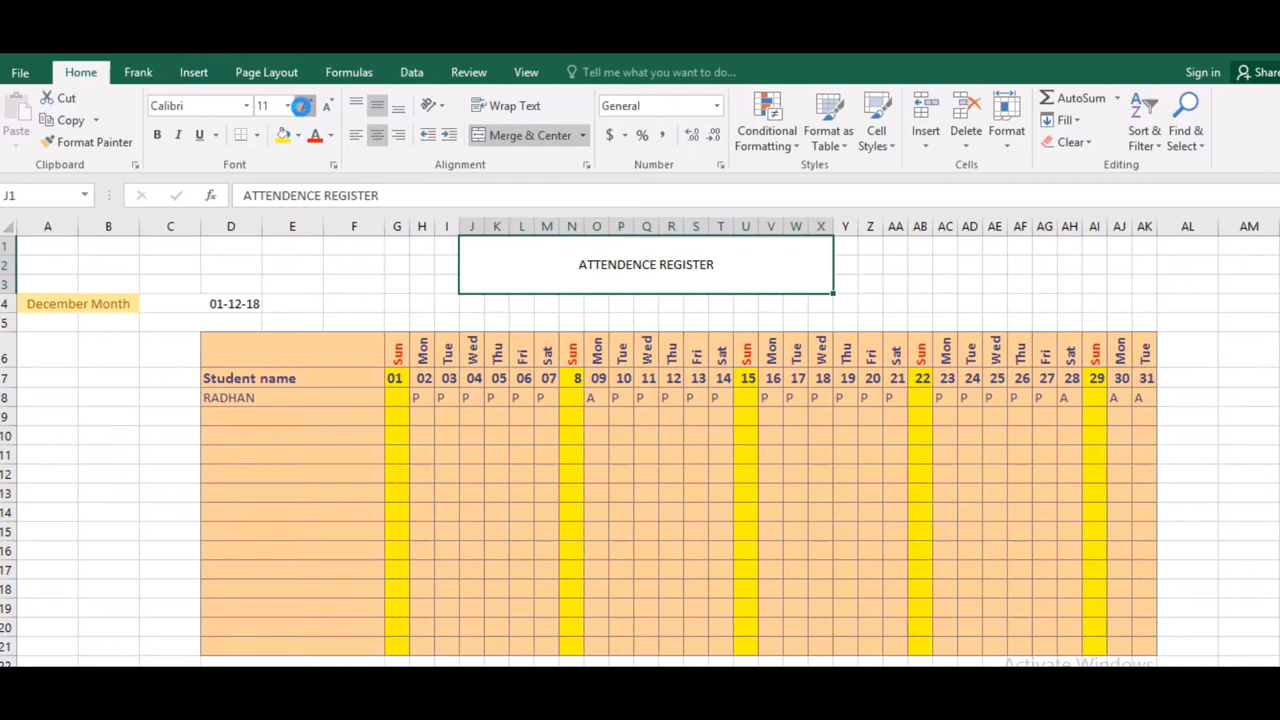 File Home Frank Insert Page Layout Formulas Data Review View Tell me what you want to do... Sign in Share
Cut Calibri 11 Wrap Text General AutoSum
Paste Copy Fill
Format Painter B I U A Merge & Center $ % , Conditional Formatting Format as Table Cell Styles Insert Delete Format Clear Sort & Filter Find & Select
Clipboard Font Alignment Number Styles Cells Editing
J1 fx ATTENDENCE REGISTER
A B C D E F G H I J K L M N O P Q R S T U V W X Y Z AA AB AC AD AE AF AG AH AI AJ AK AL AM
1
2 ATTENDENCE REGISTER
3
4 December Month 01-12-18
5
6 Sun Mon Tue Wed Thu Fri Sat Sun Mon Tue Wed Thu Fri Sat Sun Mon Tue Wed Thu Fri Sat Sun Mon Tue Wed Thu Fri Sat Sun Mon Tue
7 Student name 01 02 03 04 05 06 07 8 09 10 11 12 13 14 15 16 17 18 19 20 21 22 23 24 25 26 27 28 29 30 31
8 RADHAN P P P P P P A P P P P P P P P P P P P P P P P A A A
9
10
11
12
13
14
15
16
17
18
19
20
21
Activate Windows